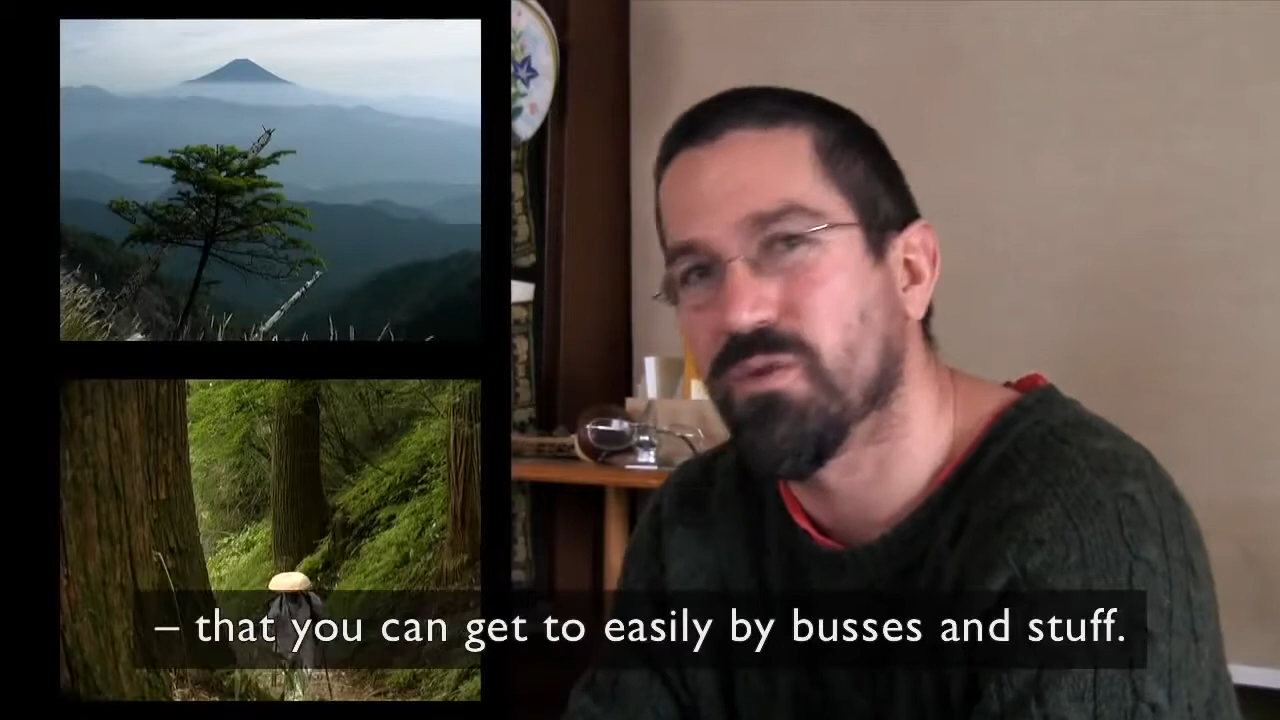 – that you can get to easily by busses and stuff.